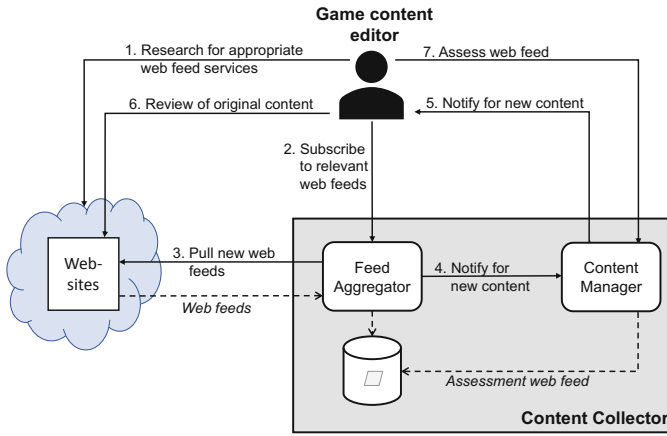 Game content
editor
1. Research for appropriate
web feed services
7. Assess web feed
6. Review of original content
5. Notify for new content
2. Subscribe
to relevant
web feeds
Web-
sites
3. Pull new web
feeds
Web feeds
Feed
Aggregator
4. Notify for
new content
Content
Manager
Assessment web feed
Content Collector